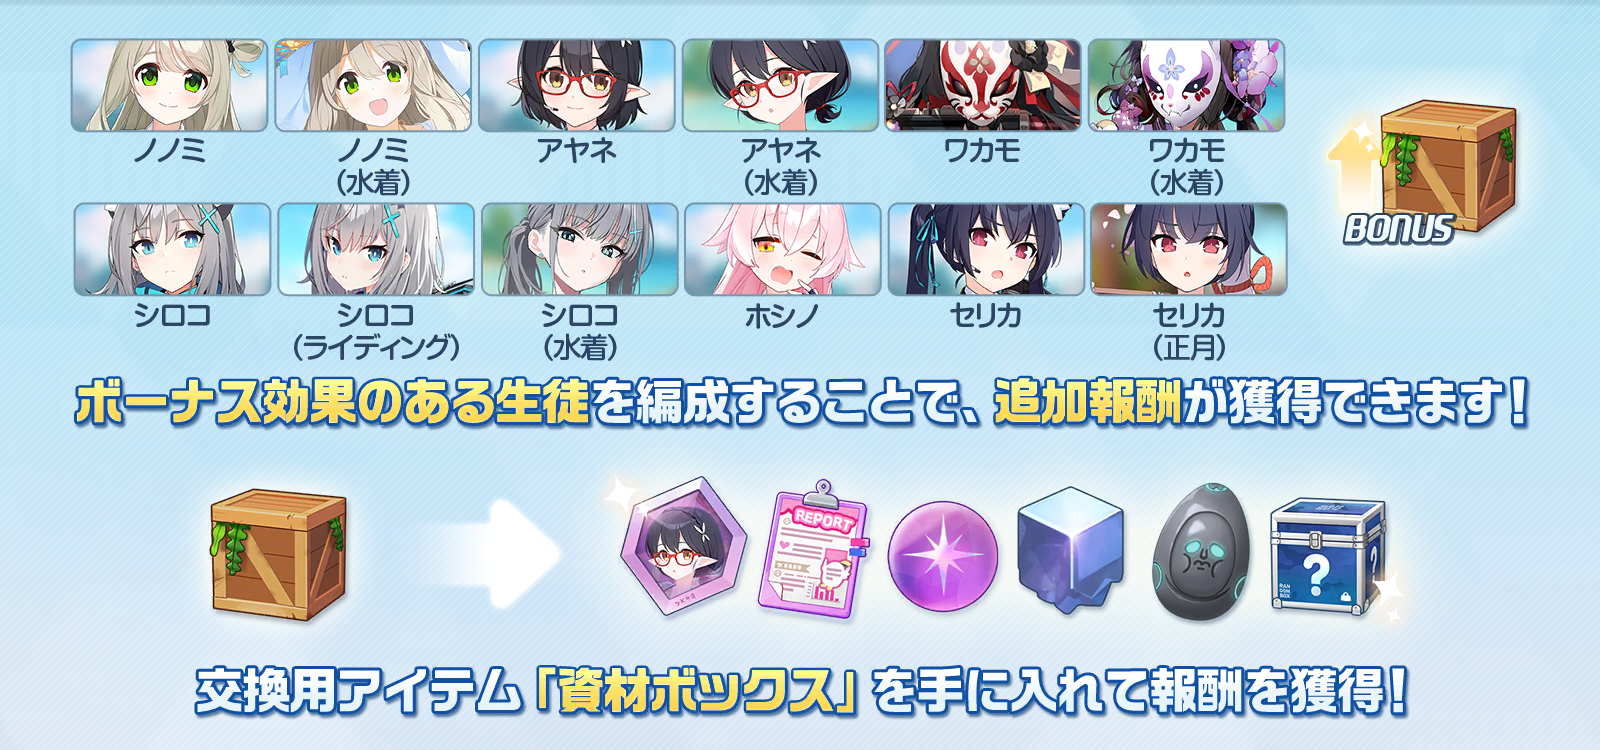 ノノミ
ノノミ
(水着)
アヤネ
アヤネ
(水着)
ワカモ
ワカモ
(水着)
BONUS
シロコ
シロコ
(ライディング)
シロコ
(水着)
ホシノ
セリカ
セリカ
(正月)
ボーナス効果のある生徒を編成することで、追加報酬が獲得できます!
REPORT
?
RAN
DOM
BOX
交換用アイテム「資材ボックス」を手に入れて報酬を獲得!